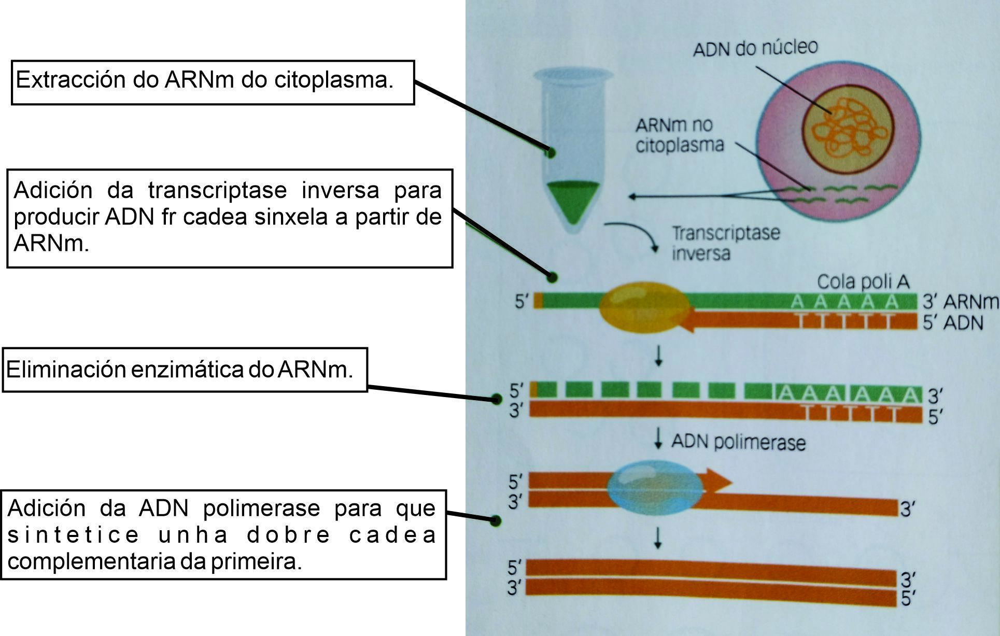 Extracción do ARNm do citoplasma.
Adición da transcriptase inversa para
producir ADN fr cadea sinxela a partir de
ARNm.
Eliminación enzimática do ARNm.
Adición da ADN polimerase para que
sintetice unha dobre cadea
complementaria da primeira.
ADN do núcleo
ARNm no
citoplasma
Transcriptase
inversa
Cola poli A
5' A A A A A 3' ARNm
T T T T T 5' ADN
5' A A A A A A 3'
3' T T T T T 5'
ADN polimerase
5'
3' 3'
5' 3'
3' 5'